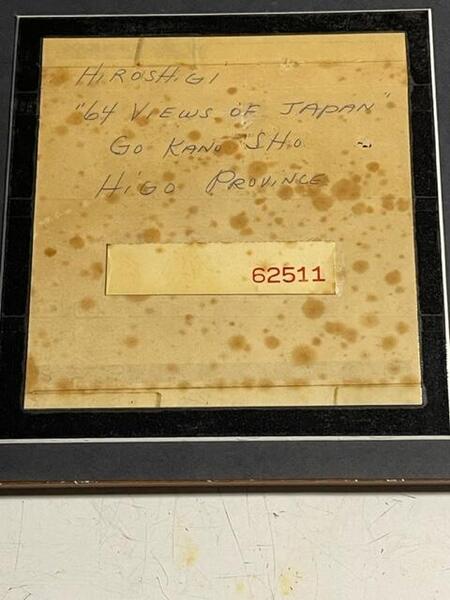 HIROSHIGI
"64 VIEWS OF JAPAN"
GO KANO SHO
HIGO PROVINCE
62511